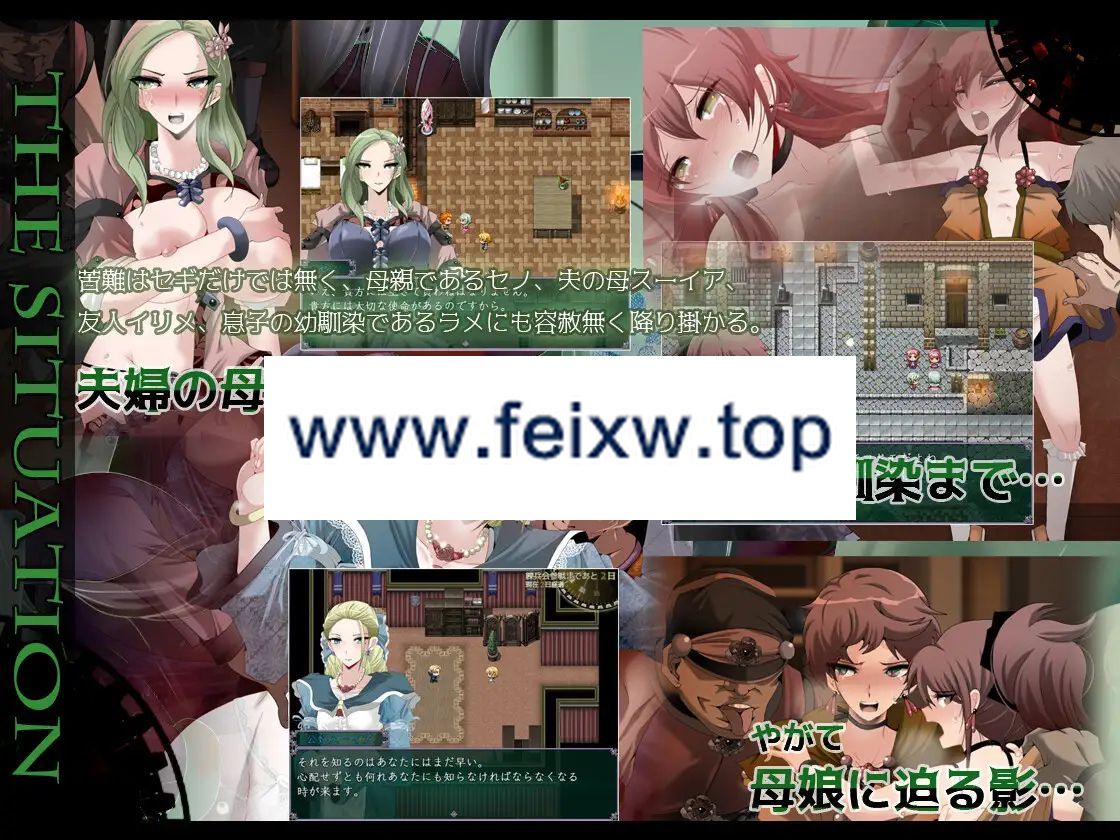 THE SITUATION
苦難はセギだけでは無く、母親であるセノ、夫の母スーイア、
貴方には大切な使命があるのですから。
友人イリメ、息子の幼馴染であるラメにも容赦無く降り掛かる。
夫婦の母
www.feixw.top
馴染まで…
それを知るのはあなたにはまだ早い。
心配せずとも何れあなたにも知らなければならなくなる
時が来ます。
やがて
母娘に迫る影…